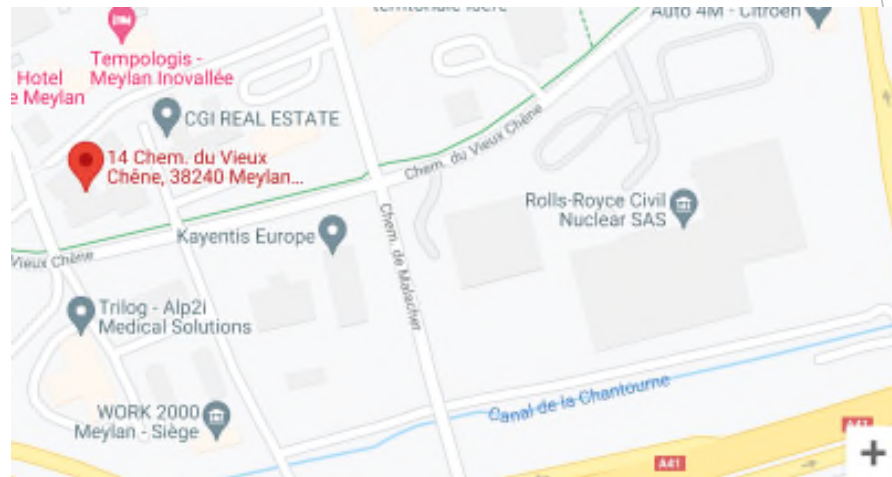 territoriale Isère
Auto 4M - Citroën
Tempologis -
Meylan Inovallée
Hotel
e Meylan
CGI REAL ESTATE
14 Chem. du Vieux
Chêne, 38240 Meylan...
Chem. du Vieux Chêne
Rolls-Royce Civil
Nuclear SAS
Kayentis Europe
Chem. de Malacher
Vieux Chêne
Trilog - Alp2i
Medical Solutions
WORK 2000
Meylan - Siège
Canal de la Chantourne
A41
A41
+